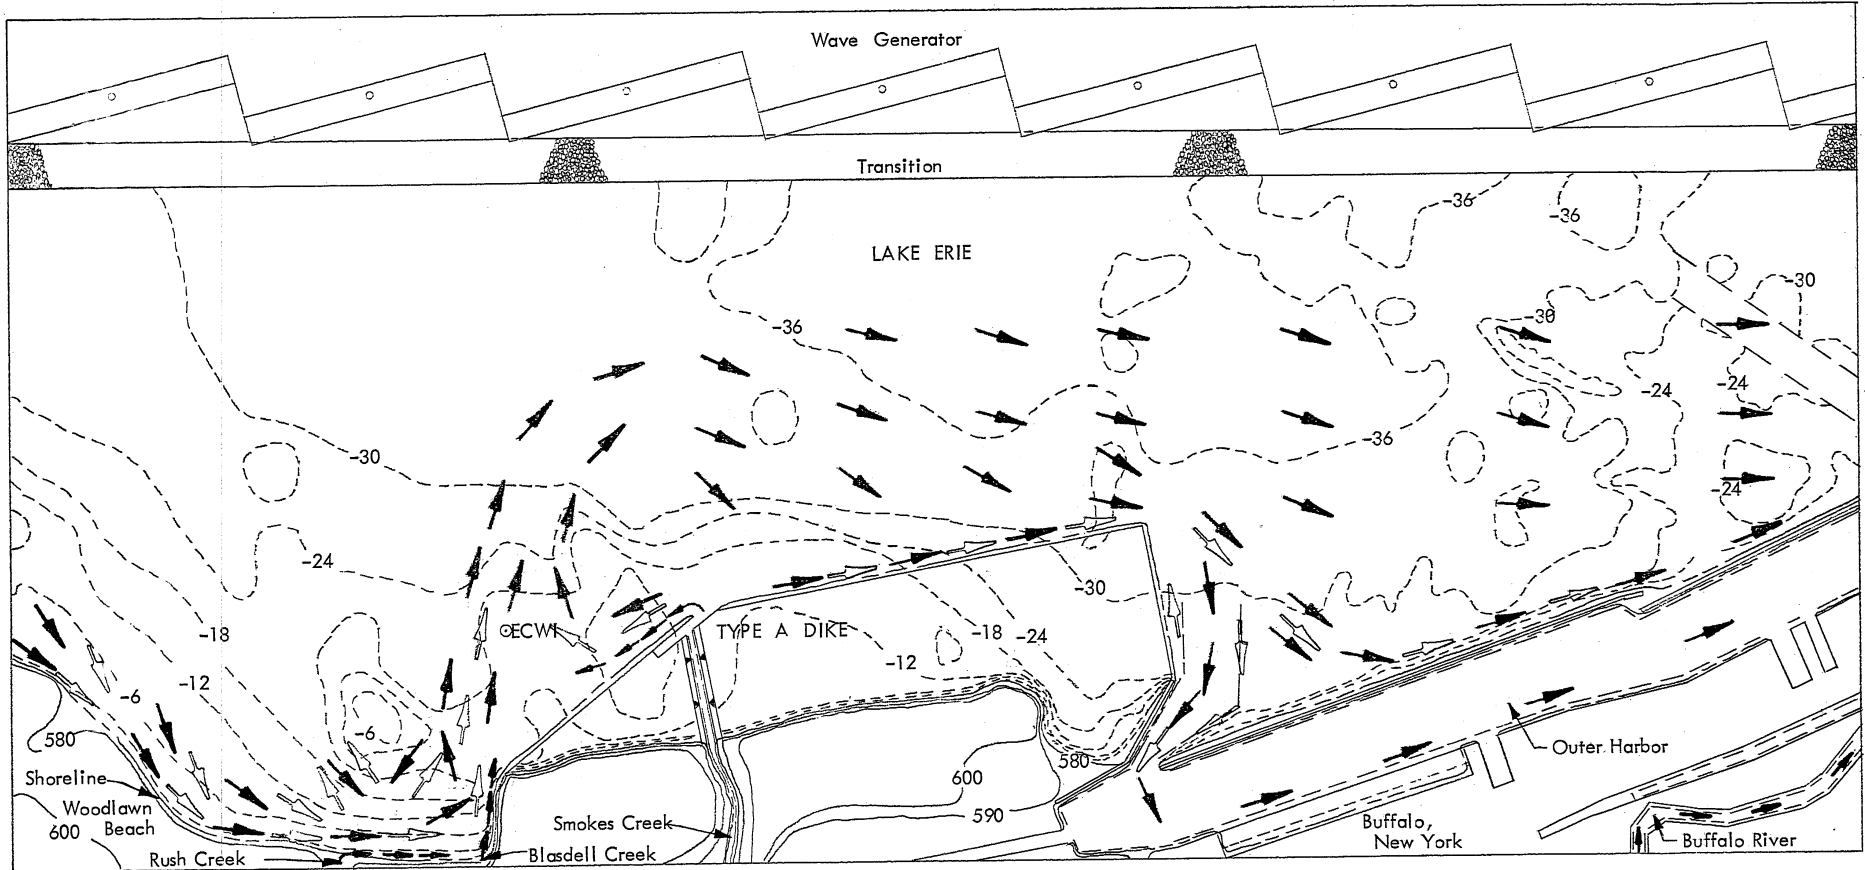 Wave Generator
Transition
LAKE ERIE
-36
-36
-30
-36
-30
-24
-24
-36
-30
-24
-24
-30
-18
ECWI
TYPE A DIKE
-18
-24
-12
-12
-6
-6
580
Outer Harbor
580
Shoreline
600
Woodlawn
Beach
600
590
Smokes Creek
Buffalo,
New York
Rush Creek
Blasdell Creek
Buffalo River